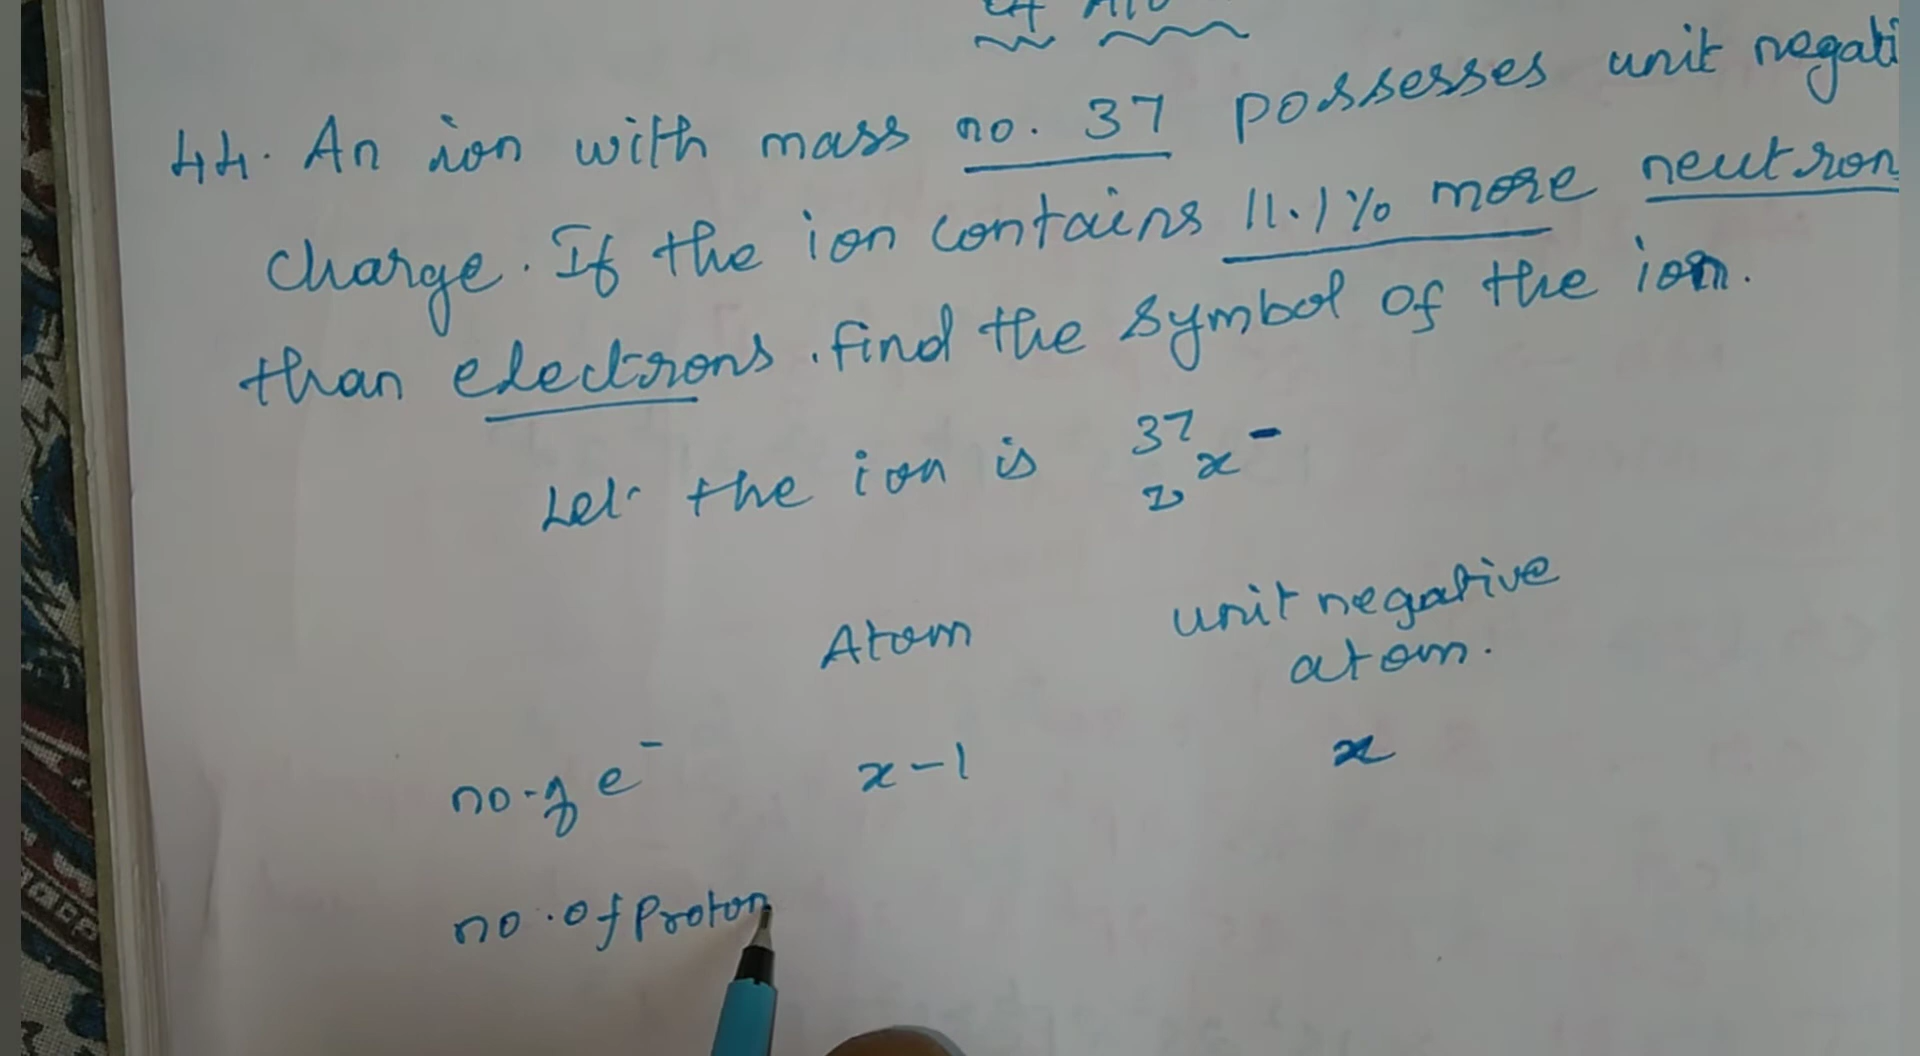 44. An ion with mass no. 37 possesses unit negati
charge. If the ion contains 11.1% more neutron
than electrons. find the symbol of the ion.
Let the ion is 37 z x -
Atom unit negative
atom.
no. of e- x-1 x
no. of Proton